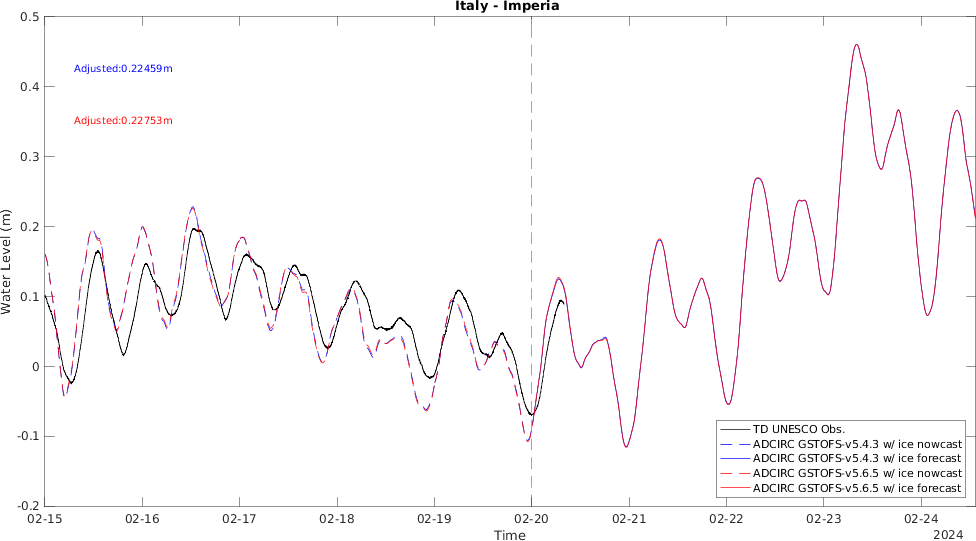 Italy - Imperia
0.5
0.4
0.3
0.2
0.1
0
-0.1
-0.2
Water Level (m)
Adjusted:0.22459m
Adjusted:0.22753m
TD UNESCO Obs.
ADCIRC GSTOFS-v5.4.3 w/ ice nowcast
ADCIRC GSTOFS-v5.4.3 w/ ice forecast
ADCIRC GSTOFS-v5.6.5 w/ ice nowcast
ADCIRC GSTOFS-v5.6.5 w/ ice forecast
02-15 02-16 02-17 02-18 02-19 02-20 02-21 02-22 02-23 02-24
Time
2024